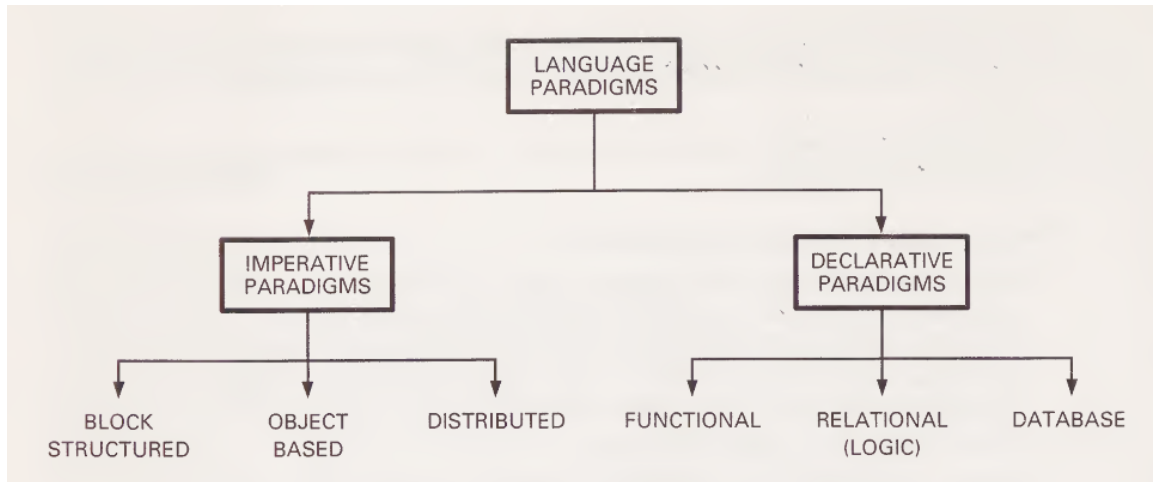 LANGUAGE
PARADIGMS
IMPERATIVE
PARADIGMS
DECLARATIVE
PARADIGMS
BLOCK
STRUCTURED
OBJECT
BASED
DISTRIBUTED
FUNCTIONAL
RELATIONAL
(LOGIC)
DATABASE